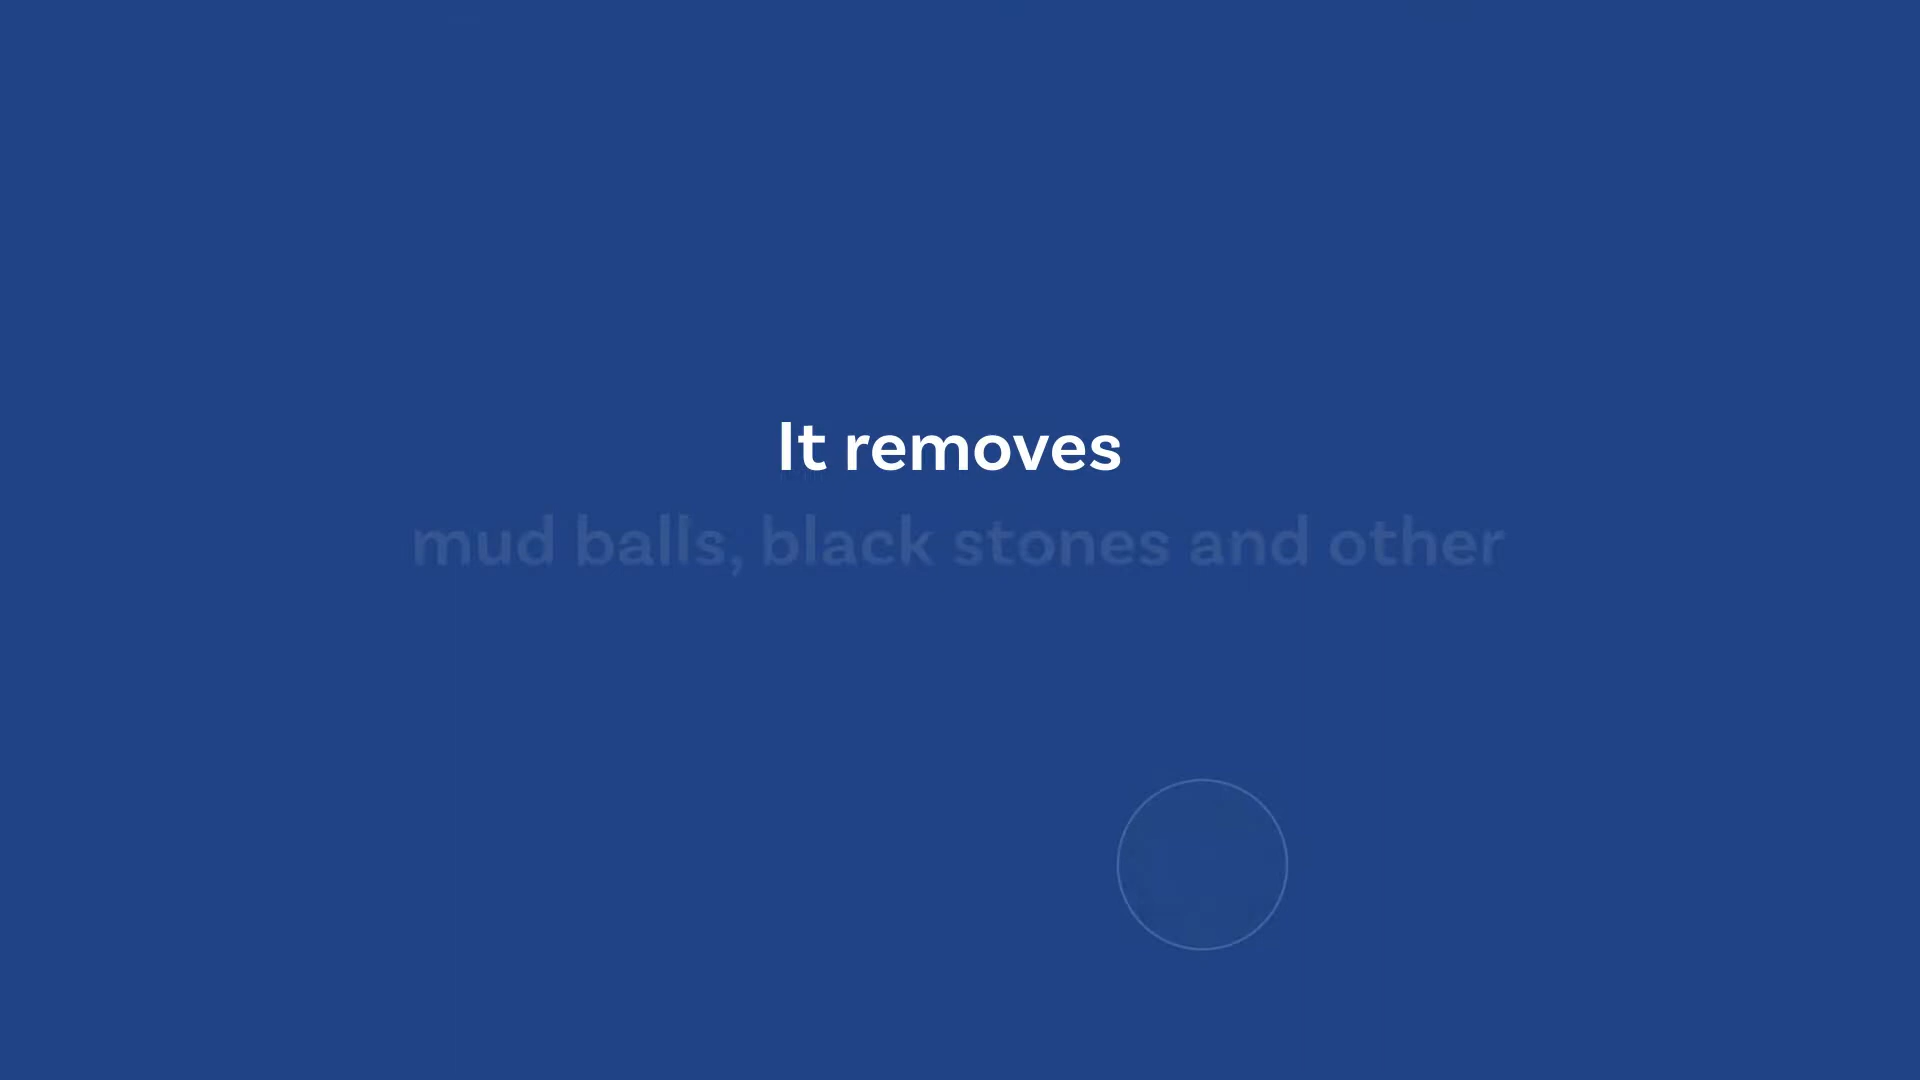 It removes
mud balls, black stones and other